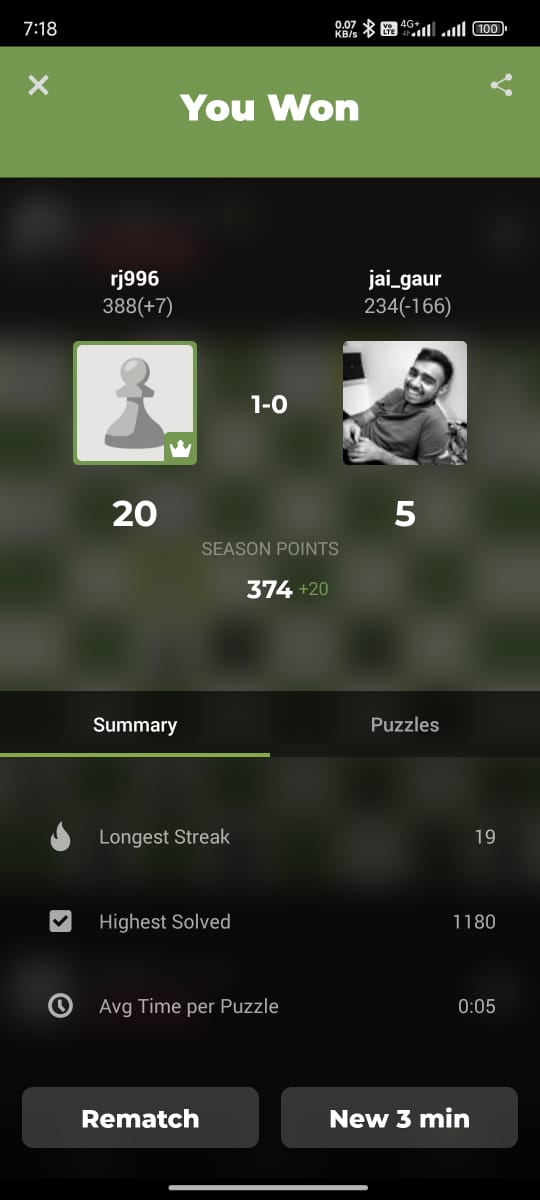 7:18
0.07
KB/s
Vo
LTE
4G+
100
You Won
rj996
jai_gaur
388(+7)
234(-166)
1-0
20
5
SEASON POINTS
374 +20
Summary
Puzzles
Longest Streak
19
Highest Solved
1180
Avg Time per Puzzle
0:05
Rematch
New 3 min